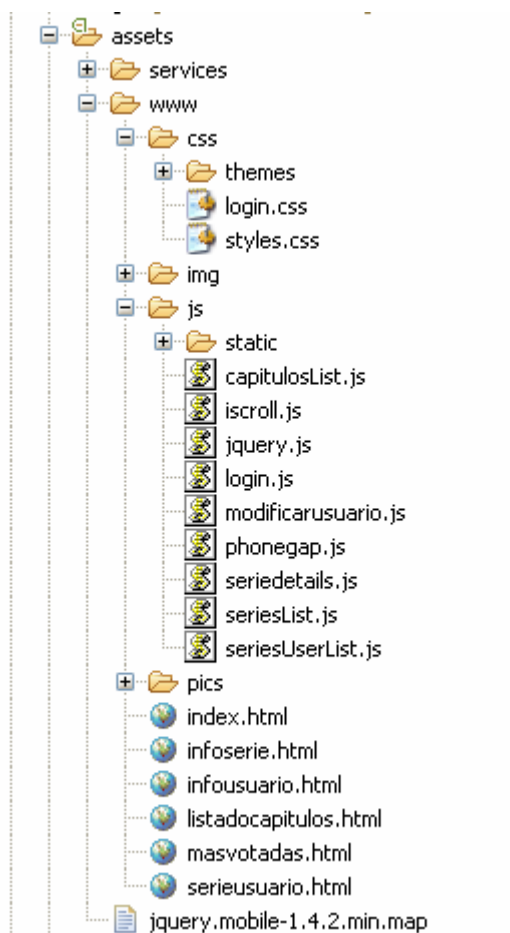 assets
services
www
css
themes
login.css
styles.css
img
js
static
capitulosList.js
iscroll.js
jquery.js
login.js
modificarusuario.js
phonegap.js
seriedetails.js
seriesList.js
seriesUserList.js
pics
index.html
infoserie.html
infousuario.html
listadocapitulos.html
masvotadas.html
serieusuario.html
jquery.mobile-1.4.2.min.map